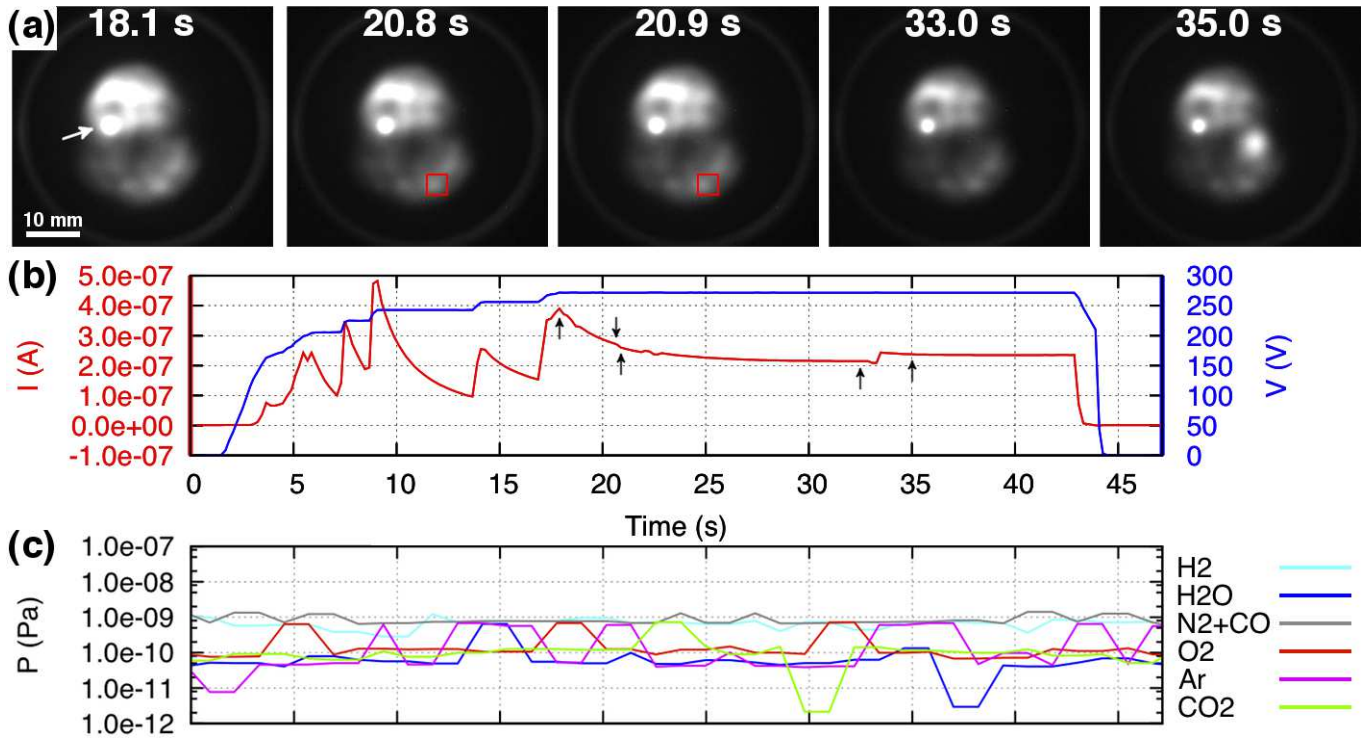 (a)
18.1 s 20.8 s 20.9 s 33.0 s 35.0 s
10 mm
(b)
5.0e-07 300
4.0e-07 250
3.0e-07 200
2.0e-07 150
1.0e-07 100
0.0e+00 50
-1.0e-07 0
I (A)
V (V)
0 5 10 15 20 25 30 35 40 45
Time (s)
(c)
1.0e-07
1.0e-08
1.0e-09
1.0e-10
1.0e-11
1.0e-12
P (Pa)
H2
H2O
N2+CO
O2
Ar
CO2